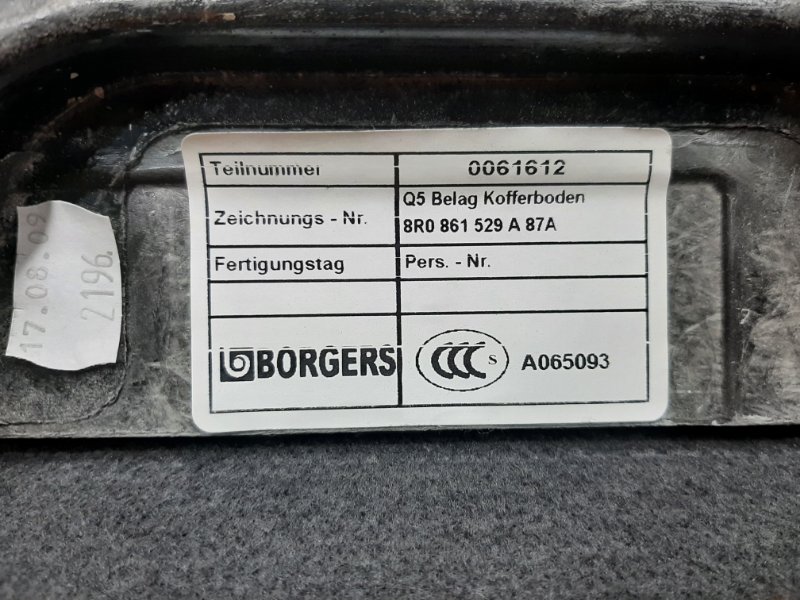 Teilnummer 0061612
Zeichnungs - Nr. Q5 Belag Kofferboden
8R0 861 529 A 87A
Fertigungstag Pers. - Nr.
BORGERS CCC S A065093
17.08.09
2196